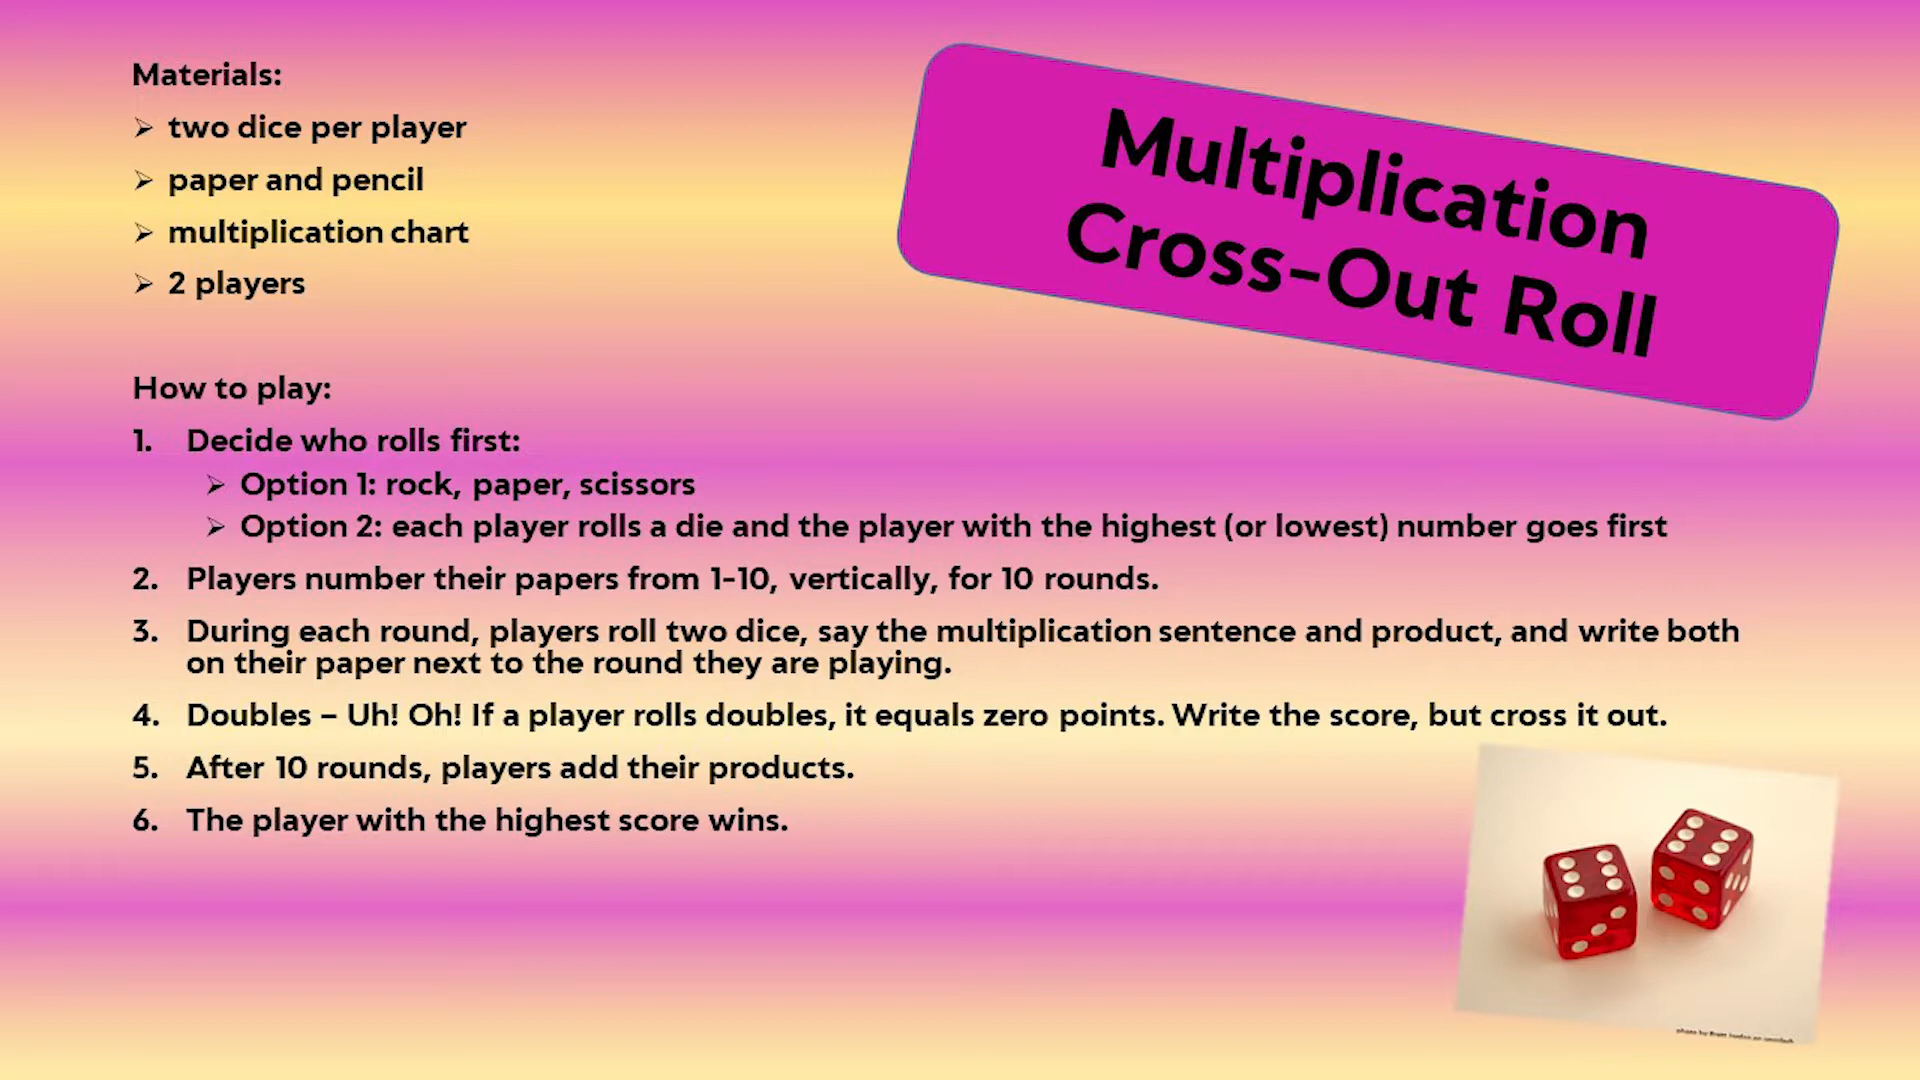 Materials:
➢ two dice per player
➢ paper and pencil
➢ multiplication chart
➢ 2 players
Multiplication
Cross-Out Roll
How to play:
1. Decide who rolls first:
➢ Option 1: rock, paper, scissors
➢ Option 2: each player rolls a die and the player with the highest (or lowest) number goes first
2. Players number their papers from 1-10, vertically, for 10 rounds.
3. During each round, players roll two dice, say the multiplication sentence and product, and write both
on their paper next to the round they are playing.
4. Doubles – Uh! Oh! If a player rolls doubles, it equals zero points. Write the score, but cross it out.
5. After 10 rounds, players add their products.
6. The player with the highest score wins.
photo by